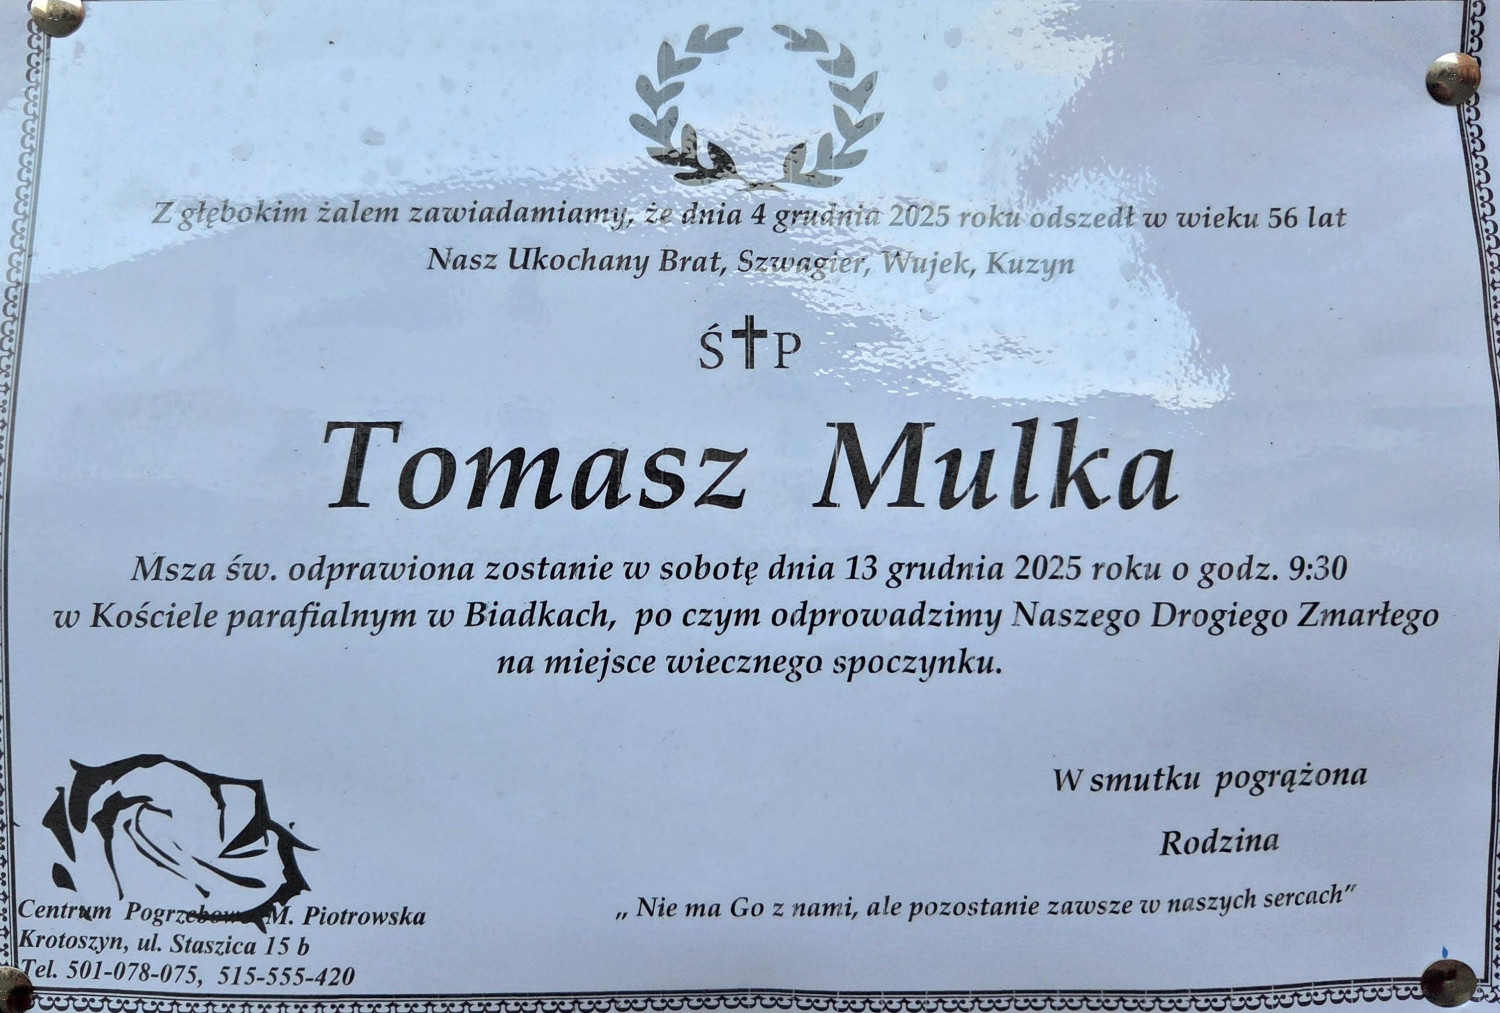 Z głębokim żalem zawiadamiamy, że dnia 4 grudnia 2025 roku odszedł w wieku 56 lat
Nasz Ukochany Brat, Szwagier, Wujek, Kuzyn
Ś✝P
Tomasz Mulka
Msza św. odprawiona zostanie w sobotę dnia 13 grudnia 2025 roku o godz. 9:30
w Kościele parafialnym w Biadkach, po czym odprowadzimy Naszego Drogiego Zmarłego
na miejsce wiecznego spoczynku.
W smutku pogrążona
Rodzina
„ Nie ma Go z nami, ale pozostanie zawsze w naszych sercach”
Centrum Pogrzebowe M. Piotrowska
Krotoszyn, ul. Staszica 15 b
Tel. 501-078-075, 515-555-420